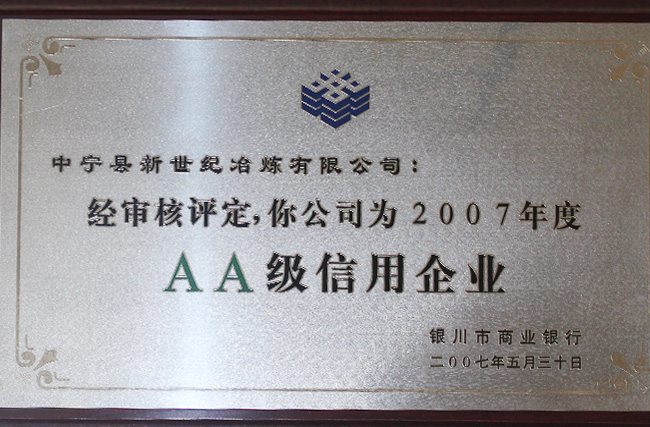 中宁县新世纪冶炼有限公司：
经审核评定,你公司为2007年度
AA级信用企业
银川市商业银行
二00七年五月三十日